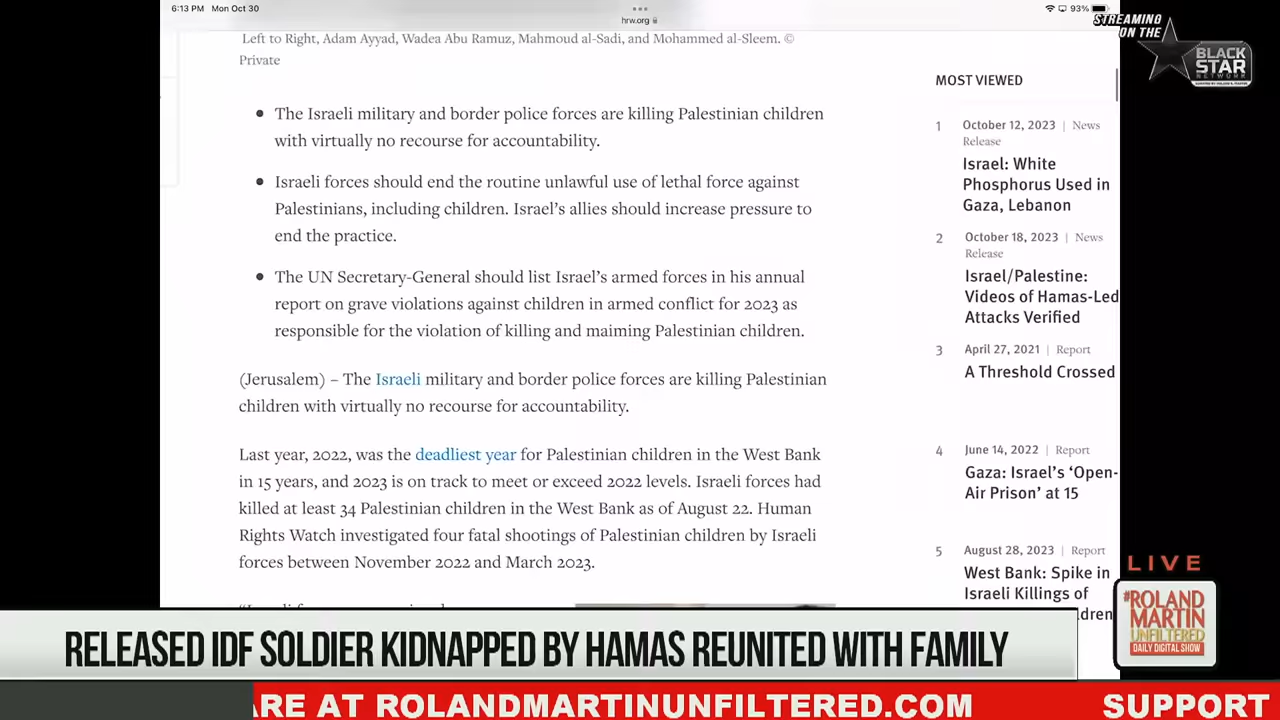 6:13 PM Mon Oct 30
hrw.org
93%
STREAMING
ON THE
BLACK
STAR
NETWORK
Left to Right, Adam Ayyad, Wadea Abu Ramuz, Mahmoud al-Sadi, and Mohammed al-Sleem. ©
Private
The Israeli military and border police forces are killing Palestinian children
with virtually no recourse for accountability.
Israeli forces should end the routine unlawful use of lethal force against
Palestinians, including children. Israel’s allies should increase pressure to
end the practice.
The UN Secretary-General should list Israel’s armed forces in his annual
report on grave violations against children in armed conflict for 2023 as
responsible for the violation of killing and maiming Palestinian children.
(Jerusalem) – The Israeli military and border police forces are killing Palestinian
children with virtually no recourse for accountability.
Last year, 2022, was the deadliest year for Palestinian children in the West Bank
in 15 years, and 2023 is on track to meet or exceed 2022 levels. Israeli forces had
killed at least 34 Palestinian children in the West Bank as of August 22. Human
Rights Watch investigated four fatal shootings of Palestinian children by Israeli
forces between November 2022 and March 2023.
MOST VIEWED
1 October 12, 2023 | News
Release
Israel: White
Phosphorus Used in
Gaza, Lebanon
2 October 18, 2023 | News
Release
Israel/Palestine:
Videos of Hamas-Led
Attacks Verified
3 April 27, 2021 | Report
A Threshold Crossed
4 June 14, 2022 | Report
Gaza: Israel’s ‘Open-
Air Prison’ at 15
5 August 28, 2023 | Report
West Bank: Spike in
Israeli Killings of
ldren
LIVE
#ROLAND
MARTIN
UNFILTERED
DAILY DIGITAL SHOW
RELEASED IDF SOLDIER KIDNAPPED BY HAMAS REUNITED WITH FAMILY
ARE AT ROLANDMARTINUNFILTERED.COM SUPPORT